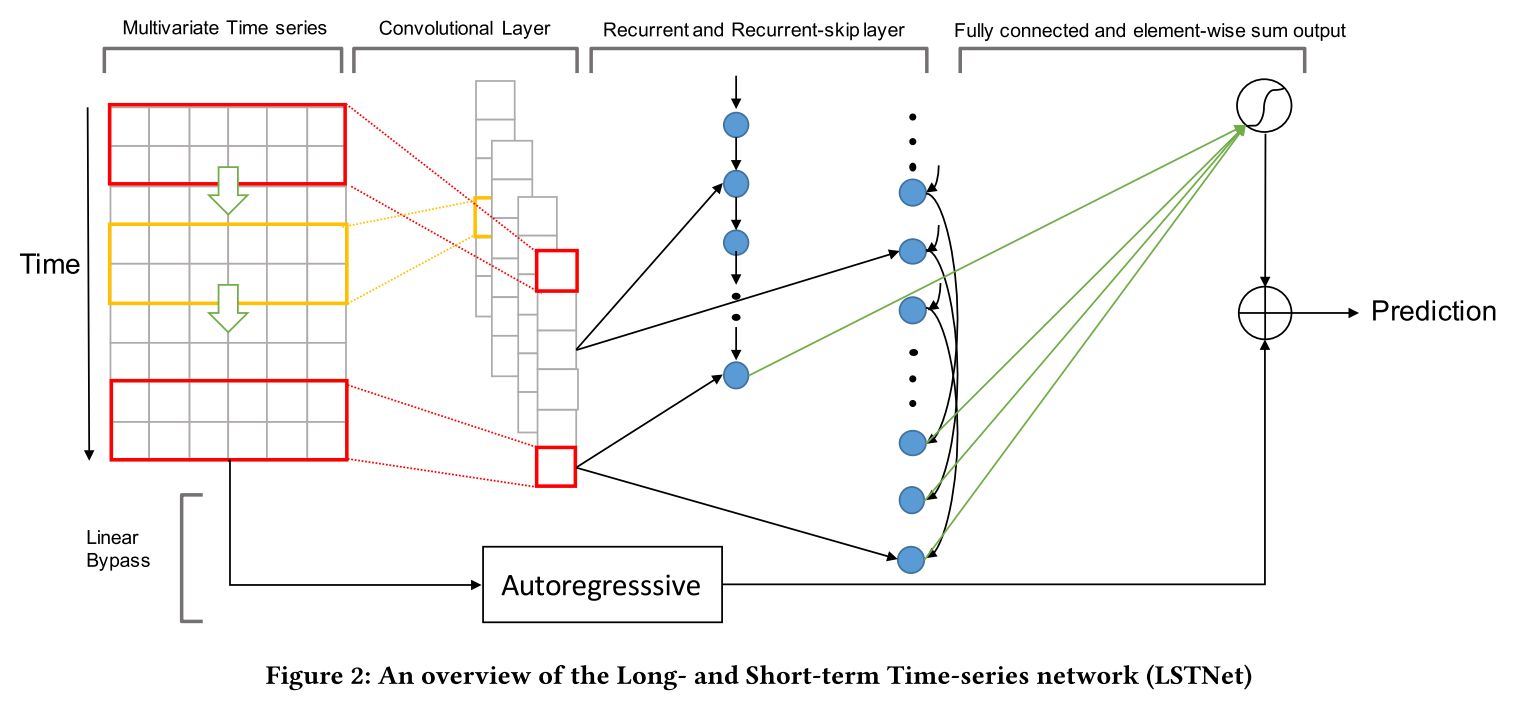 Multivariate Time series
Convolutional Layer
Recurrent and Recurrent-skip layer
Fully connected and element-wise sum output
Time
Prediction
Linear
Bypass
Autoregresssive
Figure 2: An overview of the Long- and Short-term Time-series network (LSTNet)